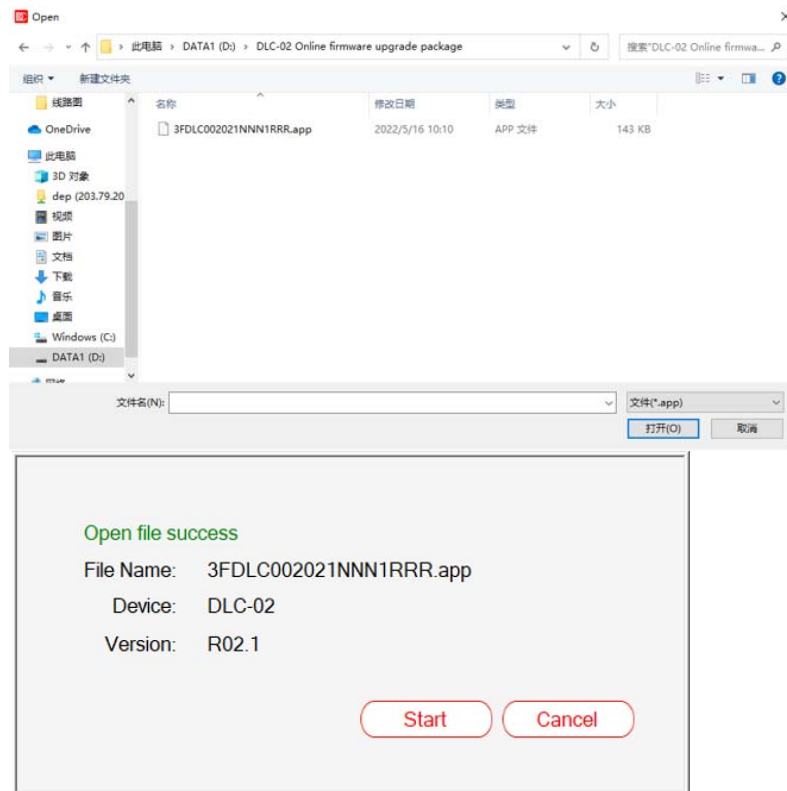 Open
此电脑 › DATA1 (D:) › DLC-02 Online firmware upgrade package
搜索"DLC-02 Online firmwa...
组织 新建文件夹
名称 修改日期 类型 大小
线路图
3FDLC002021NNN1RRR.app 2022/5/16 10:10 APP 文件 143 KB
OneDrive
此电脑
3D 对象
dep (203.79.20
视频
图片
文档
下载
音乐
桌面
Windows (C:)
DATA1 (D:)
文件名(N): 文件(*.app)
打开(O) 取消
Open file success
File Name: 3FDLC002021NNN1RRR.app
Device: DLC-02
Version: R02.1
Start Cancel